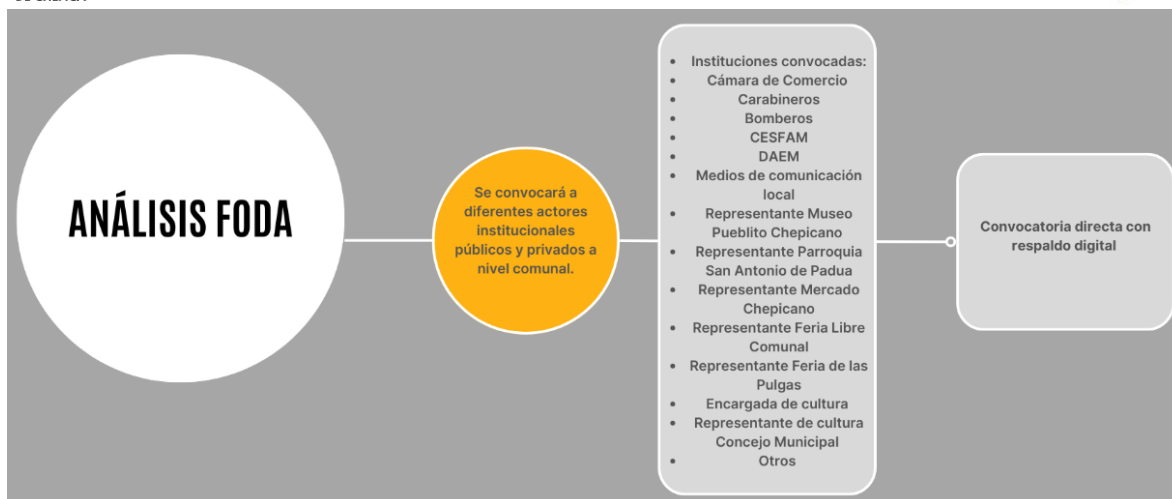 ANÁLISIS FODA
Se convocará a
diferentes actores
institucionales
públicos y privados a
nivel comunal.
• Instituciones convocadas:
• Cámara de Comercio
• Carabineros
• Bomberos
• CESFAM
• DAEM
• Medios de comunicación
local
• Representante Museo
Pueblito Chepicano
• Representante Parroquia
San Antonio de Padua
• Representante Mercado
Chepicano
• Representante Feria Libre
Comunal
• Representante Feria de las
Pulgas
• Encargada de cultura
• Representante de cultura
Concejo Municipal
• Otros
Convocatoria directa con
respaldo digital